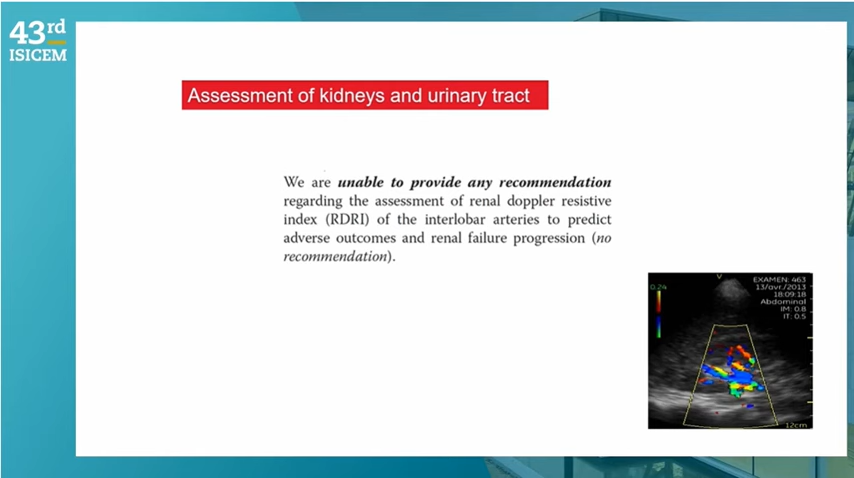 43rd
ISICEM
Assessment of kidneys and urinary tract
We are unable to provide any recommendation
regarding the assessment of renal doppler resistive
index (RDRI) of the interlobar arteries to predict
adverse outcomes and renal failure progression (no
recommendation).
V
0.24
EXAMEN: 463
13/avr./2013
18:09:18
Abdominal
IM: 0.8
IT: 0.5
12cm